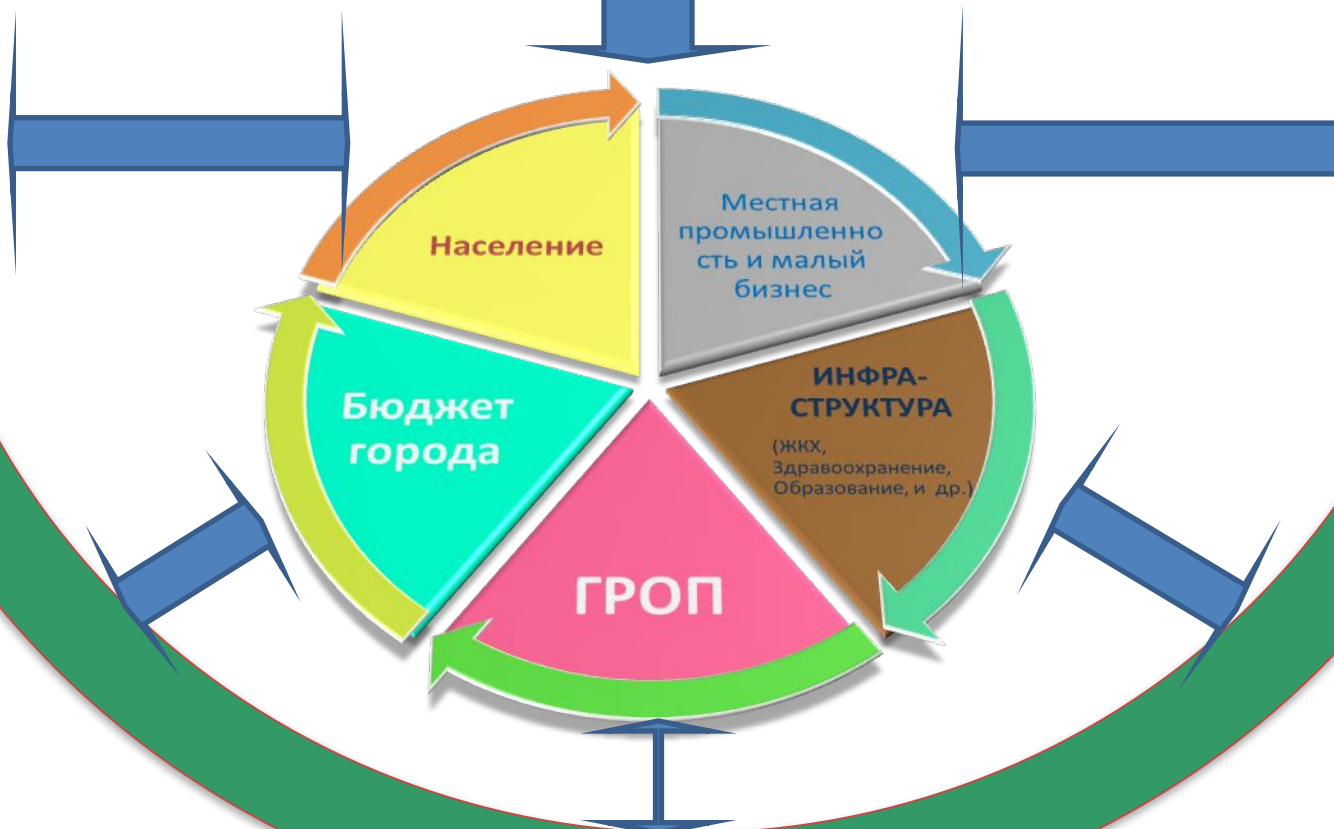 Население
Местная
промышленно
сть и малый
бизнес
ИНФРА-
СТРУКТУРА
(ЖКХ,
Здравоохранение,
Образование, и др.)
ГРОП
Бюджет
города